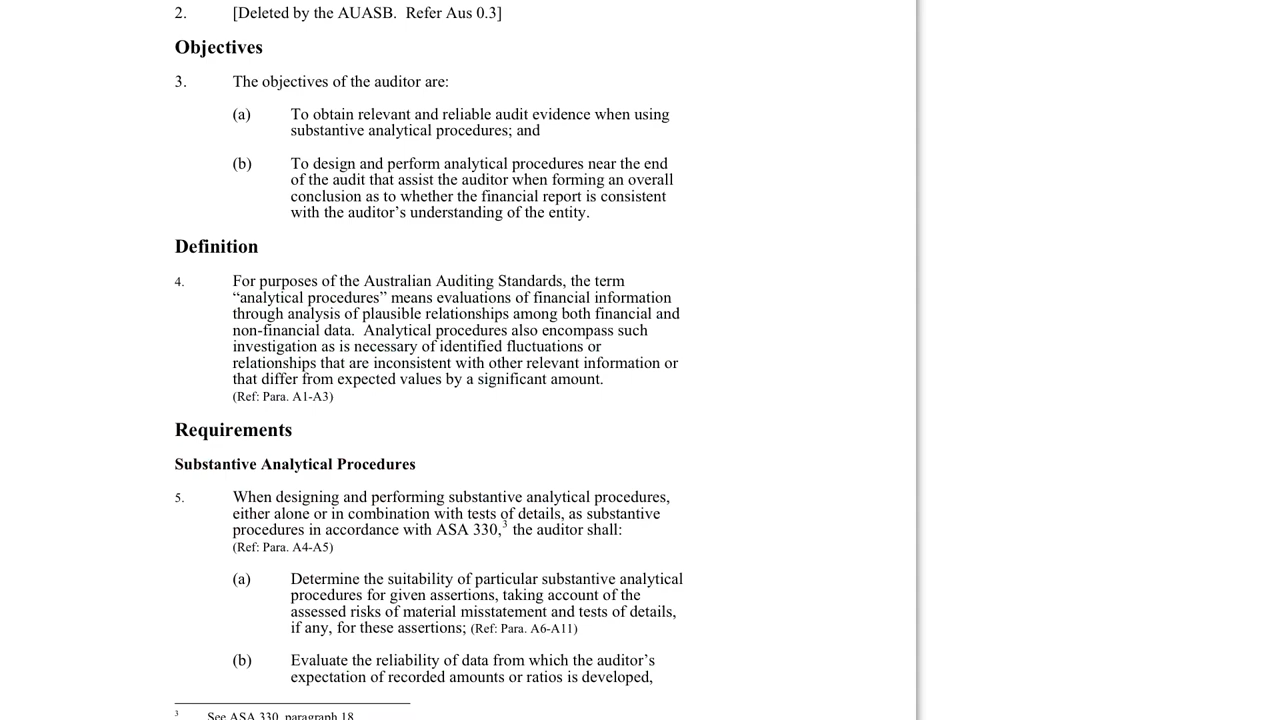 2. [Deleted by the AUASB.  Refer Aus 0.3]
Objectives
3. The objectives of the auditor are:
(a) To obtain relevant and reliable audit evidence when using
substantive analytical procedures; and
(b) To design and perform analytical procedures near the end
of the audit that assist the auditor when forming an overall
conclusion as to whether the financial report is consistent
with the auditor’s understanding of the entity.
Definition
4. For purposes of the Australian Auditing Standards, the term
“analytical procedures” means evaluations of financial information
through analysis of plausible relationships among both financial and
non-financial data.  Analytical procedures also encompass such
investigation as is necessary of identified fluctuations or
relationships that are inconsistent with other relevant information or
that differ from expected values by a significant amount.
(Ref: Para. A1-A3)
Requirements
Substantive Analytical Procedures
5. When designing and performing substantive analytical procedures,
either alone or in combination with tests of details, as substantive
procedures in accordance with ASA 330,3 the auditor shall:
(Ref: Para. A4-A5)
(a) Determine the suitability of particular substantive analytical
procedures for given assertions, taking account of the
assessed risks of material misstatement and tests of details,
if any, for these assertions; (Ref: Para. A6-A11)
(b) Evaluate the reliability of data from which the auditor’s
expectation of recorded amounts or ratios is developed,
3 See ASA 330, paragraph 18